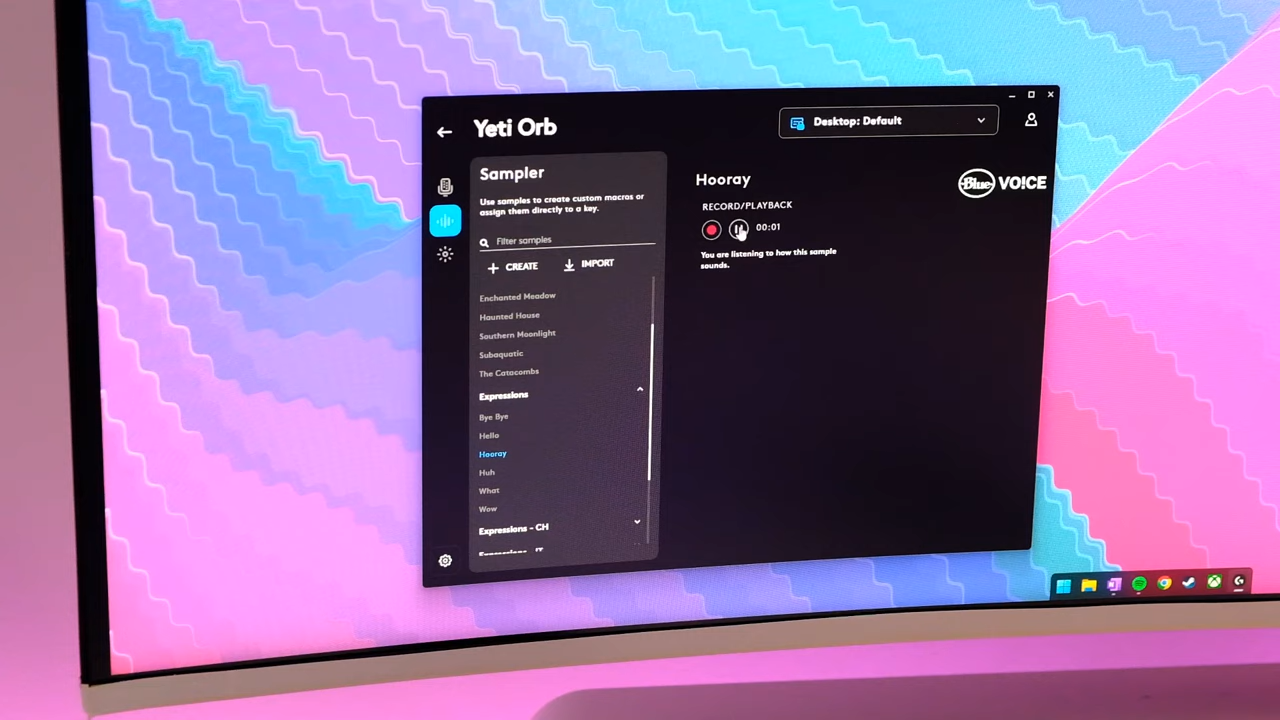 Yeti Orb
Desktop: Default
Sampler
Use samples to create custom macros or
assign them directly to a key.
Filter samples
CREATE
IMPORT
Enchanted Meadow
Haunted House
Southern Moonlight
Subaquatic
The Catacombs
Expressions
Bye Bye
Hello
Hooray
Huh
What
Wow
Expressions - CH
Hooray
RECORD/PLAYBACK
00:01
You are listening to how this sample
sounds.
Blue VO!CE